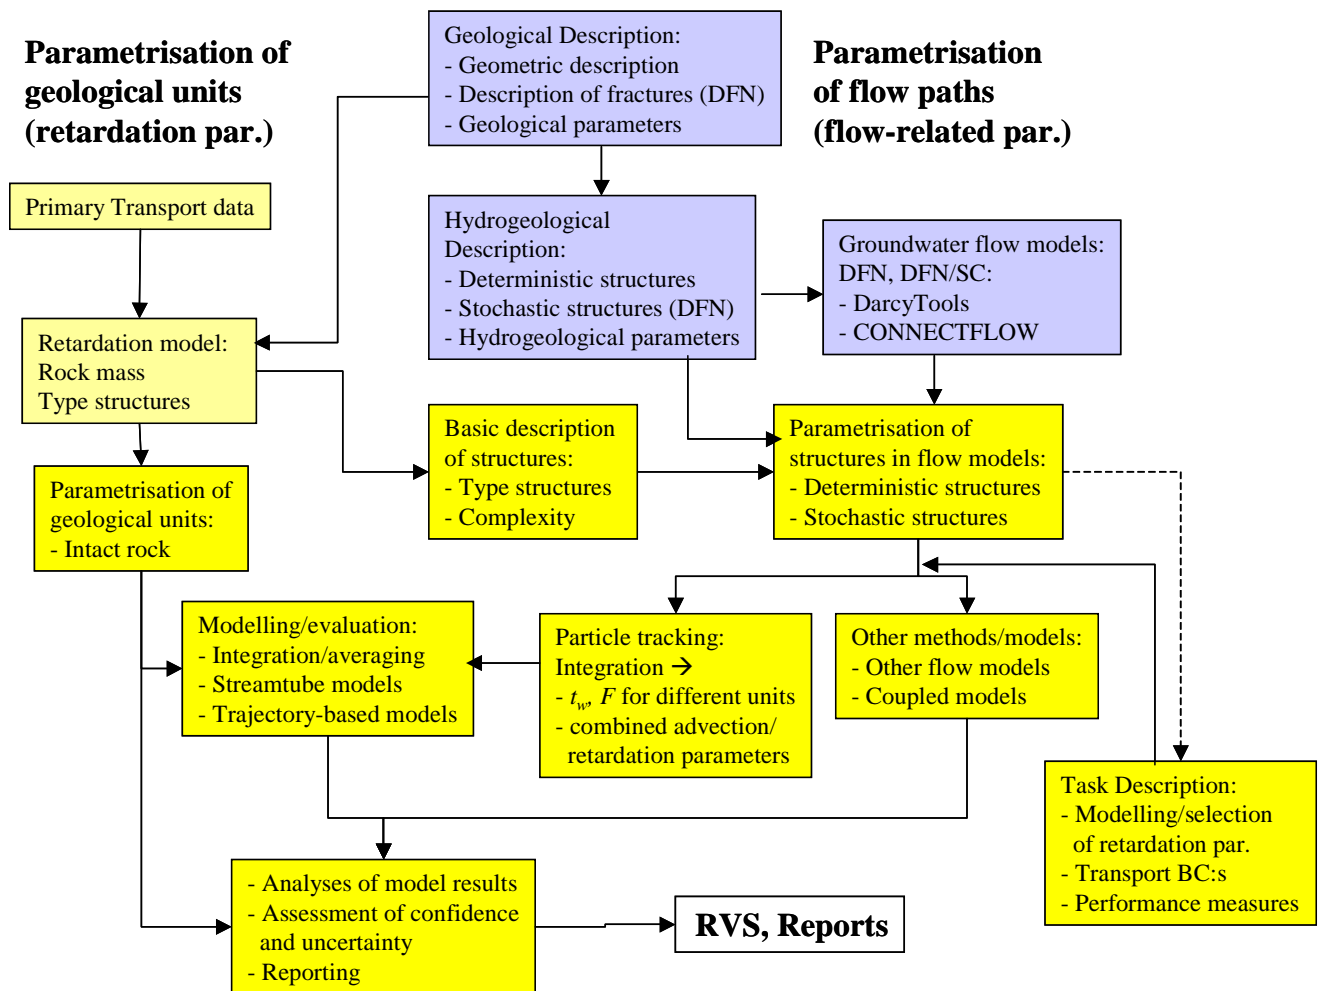 Parametrisation of
geological units
(retardation par.)
Geological Description:
- Geometric description
- Description of fractures (DFN)
- Geological parameters
Parametrisation
of flow paths
(flow-related par.)
Primary Transport data
Hydrogeological
Description:
- Deterministic structures
- Stochastic structures (DFN)
- Hydrogeological parameters
Groundwater flow models:
DFN, DFN/SC:
- DarcyTools
- CONNECTFLOW
Retardation model:
Rock mass
Type structures
Basic description
of structures:
- Type structures
- Complexity
Parametrisation of
structures in flow models:
- Deterministic structures
- Stochastic structures
Parametrisation of
geological units:
- Intact rock
Modelling/evaluation:
- Integration/averaging
- Streamtube models
- Trajectory-based models
Particle tracking:
Integration →
- tw, F for different units
- combined advection/
retardation parameters
Other methods/models:
- Other flow models
- Coupled models
Task Description:
- Modelling/selection
of retardation par.
- Transport BC:s
- Performance measures
- Analyses of model results
- Assessment of confidence
and uncertainty
- Reporting
RVS, Reports